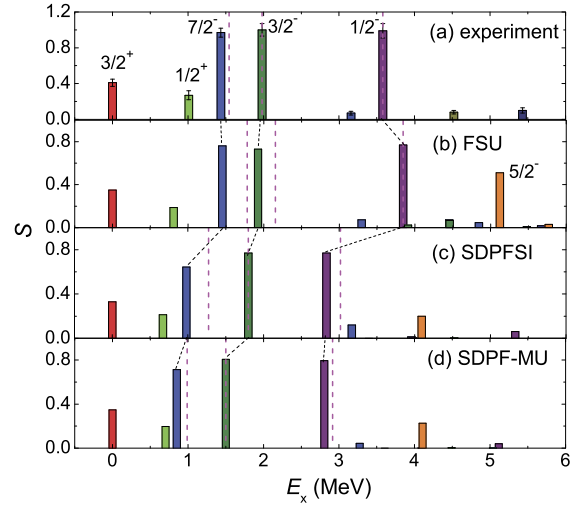 1.2
7/2⁻
3/2⁻
1/2⁻
(a) experiment
0.8
3/2⁺
1/2⁺
0.4
0.0
(b) FSU
0.8
5/2⁻
0.4
0.0
S
(c) SDPFSI
0.8
0.4
0.0
(d) SDPF-MU
0.8
0.4
0.0
0 1 2 3 4 5 6
Eₓ (MeV)